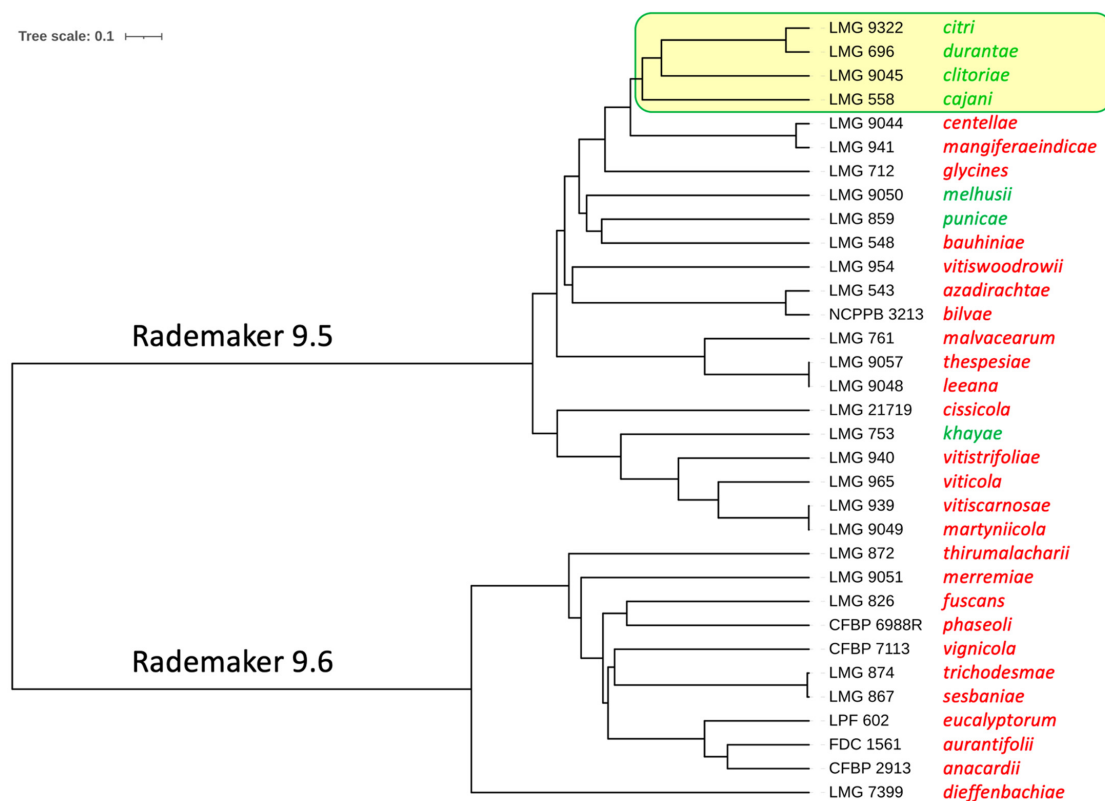 Tree scale: 0.1
LMG 9322 citri
LMG 696 durantae
LMG 9045 clitoriae
LMG 558 cajani
LMG 9044 centellae
LMG 941 mangiferaeindicae
LMG 712 glycines
LMG 9050 melhusii
LMG 859 punicae
LMG 548 bauhiniae
LMG 954 vitiswoodrowii
LMG 543 azadirachtae
NCPPB 3213 bilvae
Rademaker 9.5
LMG 761 malvacearum
LMG 9057 thespesiae
LMG 9048 leeana
LMG 21719 cissicola
LMG 753 khayae
LMG 940 vitistrifoliae
LMG 965 viticola
LMG 939 vitiscarnosae
LMG 9049 martyniicola
LMG 872 thirumalacharii
LMG 9051 merremiae
LMG 826 fuscans
CFBP 6988R phaseoli
CFBP 7113 vignicola
Rademaker 9.6
LMG 874 trichodesmae
LMG 867 sesbaniae
LPF 602 eucalyptorum
FDC 1561 aurantifolii
CFBP 2913 anacardii
LMG 7399 dieffenbachiae